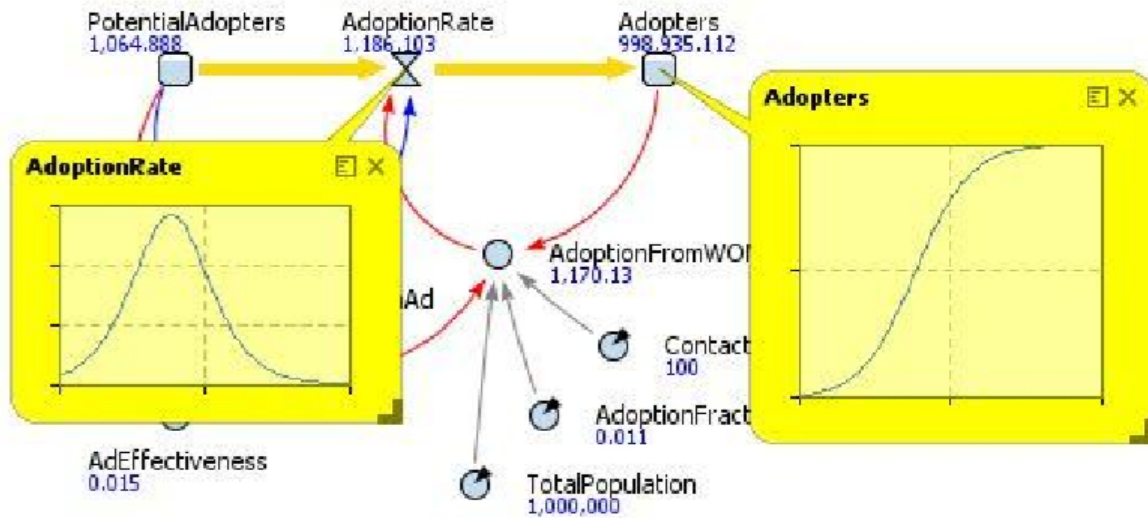 PotentialAdopters
1,064.888
AdoptionRate
1,186.103
Adopters
998,935.112
AdoptionRate
Adopters
AdoptionFromWOM
1,170.13
Ad
Contact
100
AdoptionFract
0.011
AdEffectiveness
0.015
TotalPopulation
1,000,000